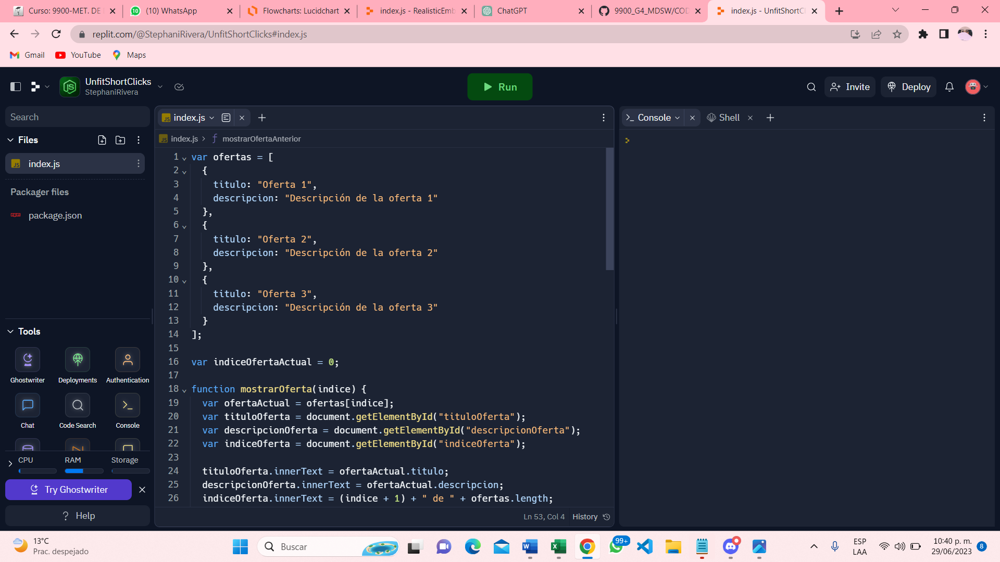 Curso: 9900-MET. DE
(10) WhatsApp
Flowcharts: Lucidchart
index.js - RealisticEmb
ChatGPT
9900_G4_MDSW/COD
index.js - UnfitShortCl
replit.com/@StephaniRivera/UnfitShortClicks#index.js
Gmail
YouTube
Maps
UnfitShortClicks
StephaniRivera
Run
Invite
Deploy
Search
Files
index.js
Packager files
package.json
Tools
Ghostwriter
Deployments
Authentication
Chat
Code Search
Console
CPU
RAM
Storage
Try Ghostwriter
? Help
index.js
index.js > mostrarOfertaAnterior
1 var ofertas = [
2 {
3 titulo: "Oferta 1",
4 descripcion: "Descripción de la oferta 1"
5 },
6 {
7 titulo: "Oferta 2",
8 descripcion: "Descripción de la oferta 2"
9 },
10 {
11 titulo: "Oferta 3",
12 descripcion: "Descripción de la oferta 3"
13 }
14 ];
15
16 var indiceOfertaActual = 0;
17
18 function mostrarOferta(indice) {
19 var ofertaActual = ofertas[indice];
20 var tituloOferta = document.getElementById("tituloOferta");
21 var descripcionOferta = document.getElementById("descripcionOferta");
22 var indiceOferta = document.getElementById("indiceOferta");
23
24 tituloOferta.innerText = ofertaActual.titulo;
25 descripcionOferta.innerText = ofertaActual.descripcion;
26 indiceOferta.innerText = (indice + 1) + " de " + ofertas.length;
Ln 53, Col 4 History
Console
Shell
13°C
Prac. despejado
Buscar
99+
ESP
LAA
10:40 p. m.
29/06/2023
8